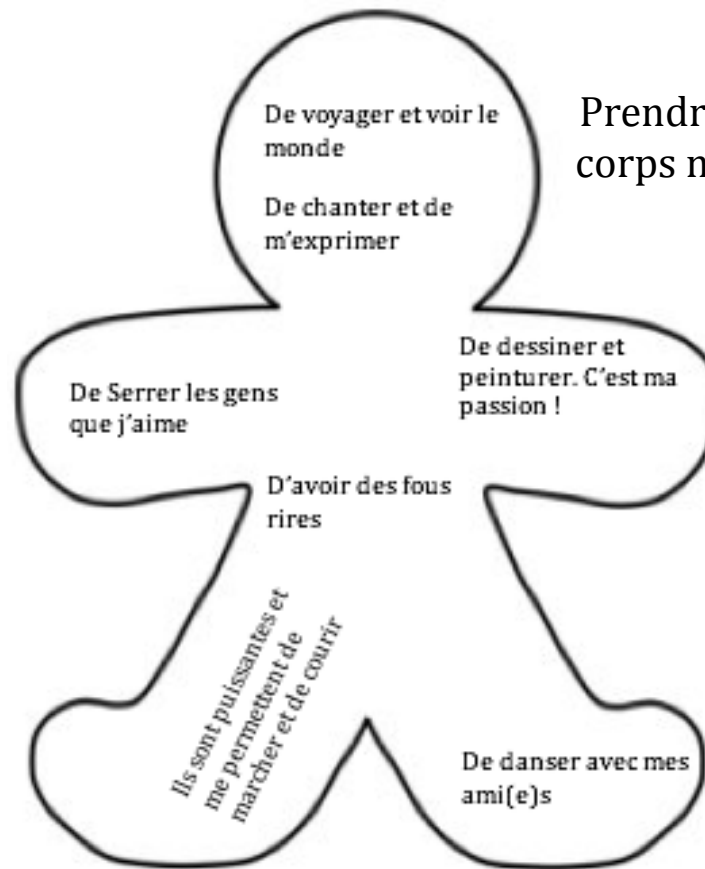 De voyager et voir le
monde
De chanter et de
m'exprimer
Prendr
corps m
De dessiner et
peinturer. C'est ma
passion !
De Serrer les gens
que j'aime
D'avoir des fous
rires
Ils sont puissantes et
me permettent de
marcher et de courir
De danser avec mes
ami(e)s